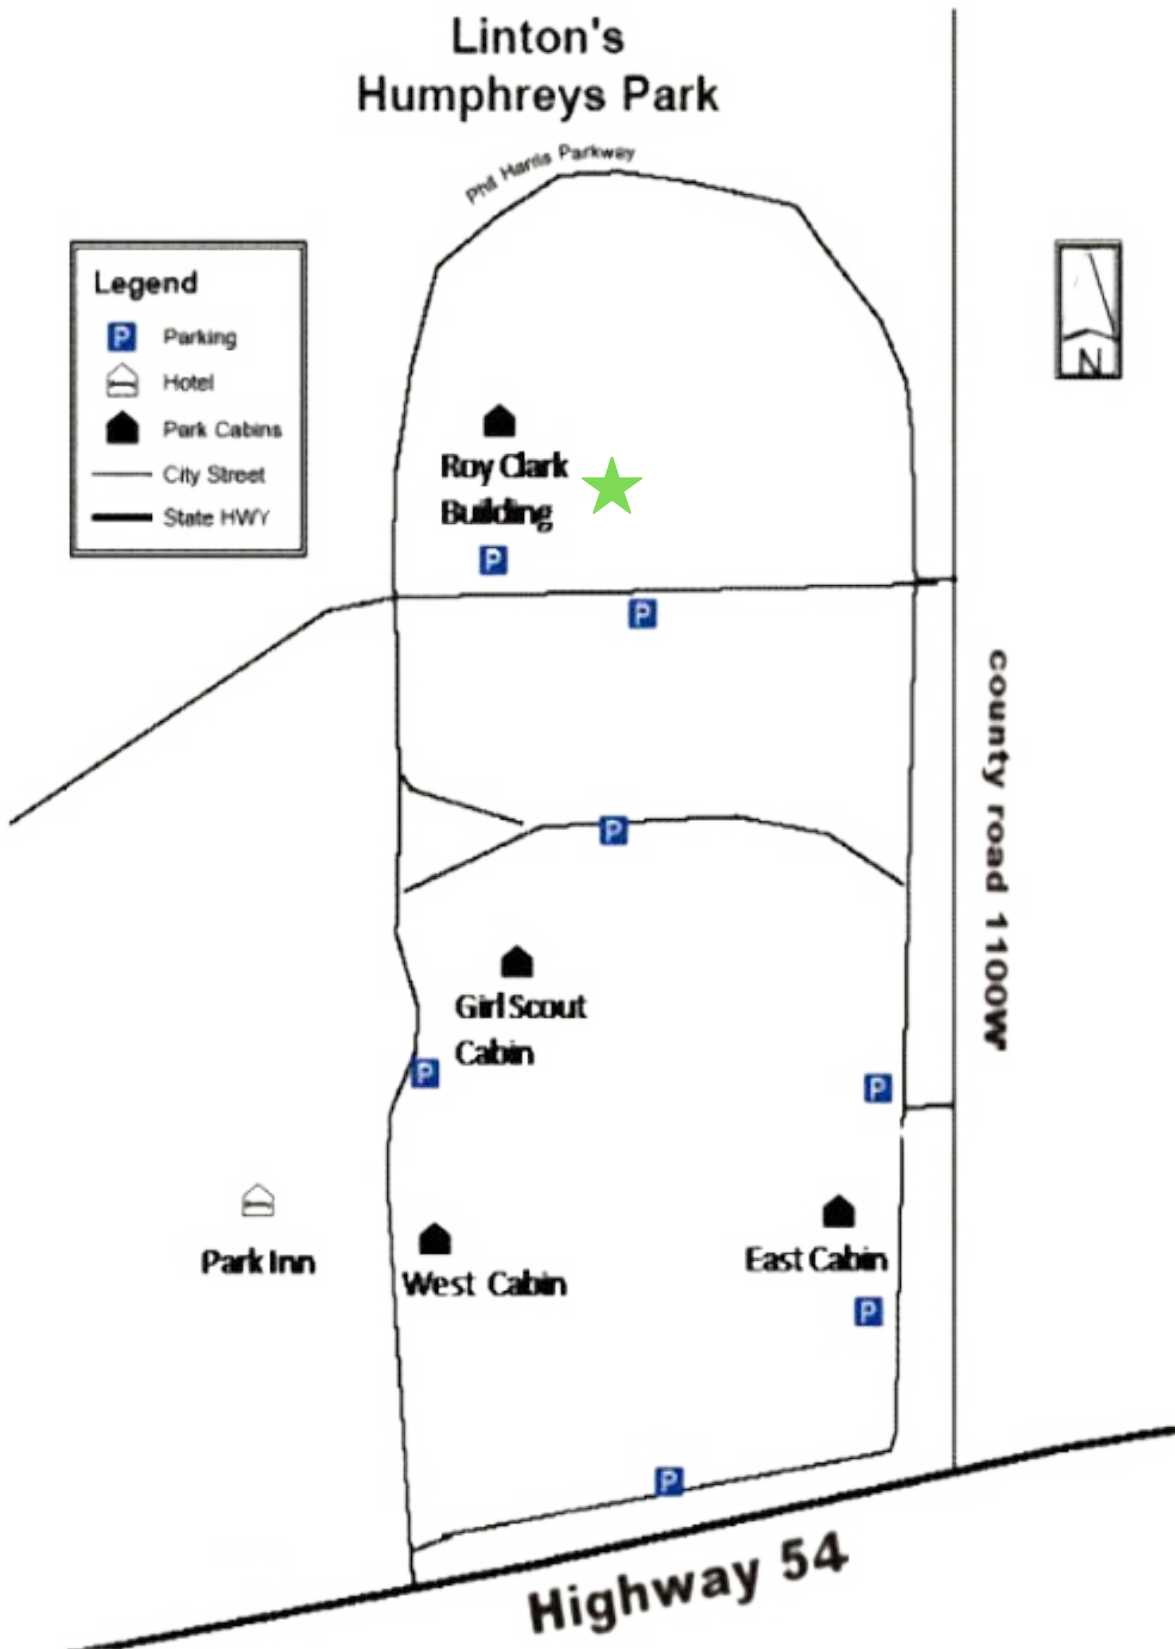 Linton's
Humphreys Park
Phil Harris Parkway
Legend
P Parking
Hotel
Park Cabins
City Street
State HWY
N
Roy Clark
Building
P
P
county road 1100W
P
Girl Scout
Cabin
P
P
Park Inn
West Cabin
East Cabin
P
P
Highway 54